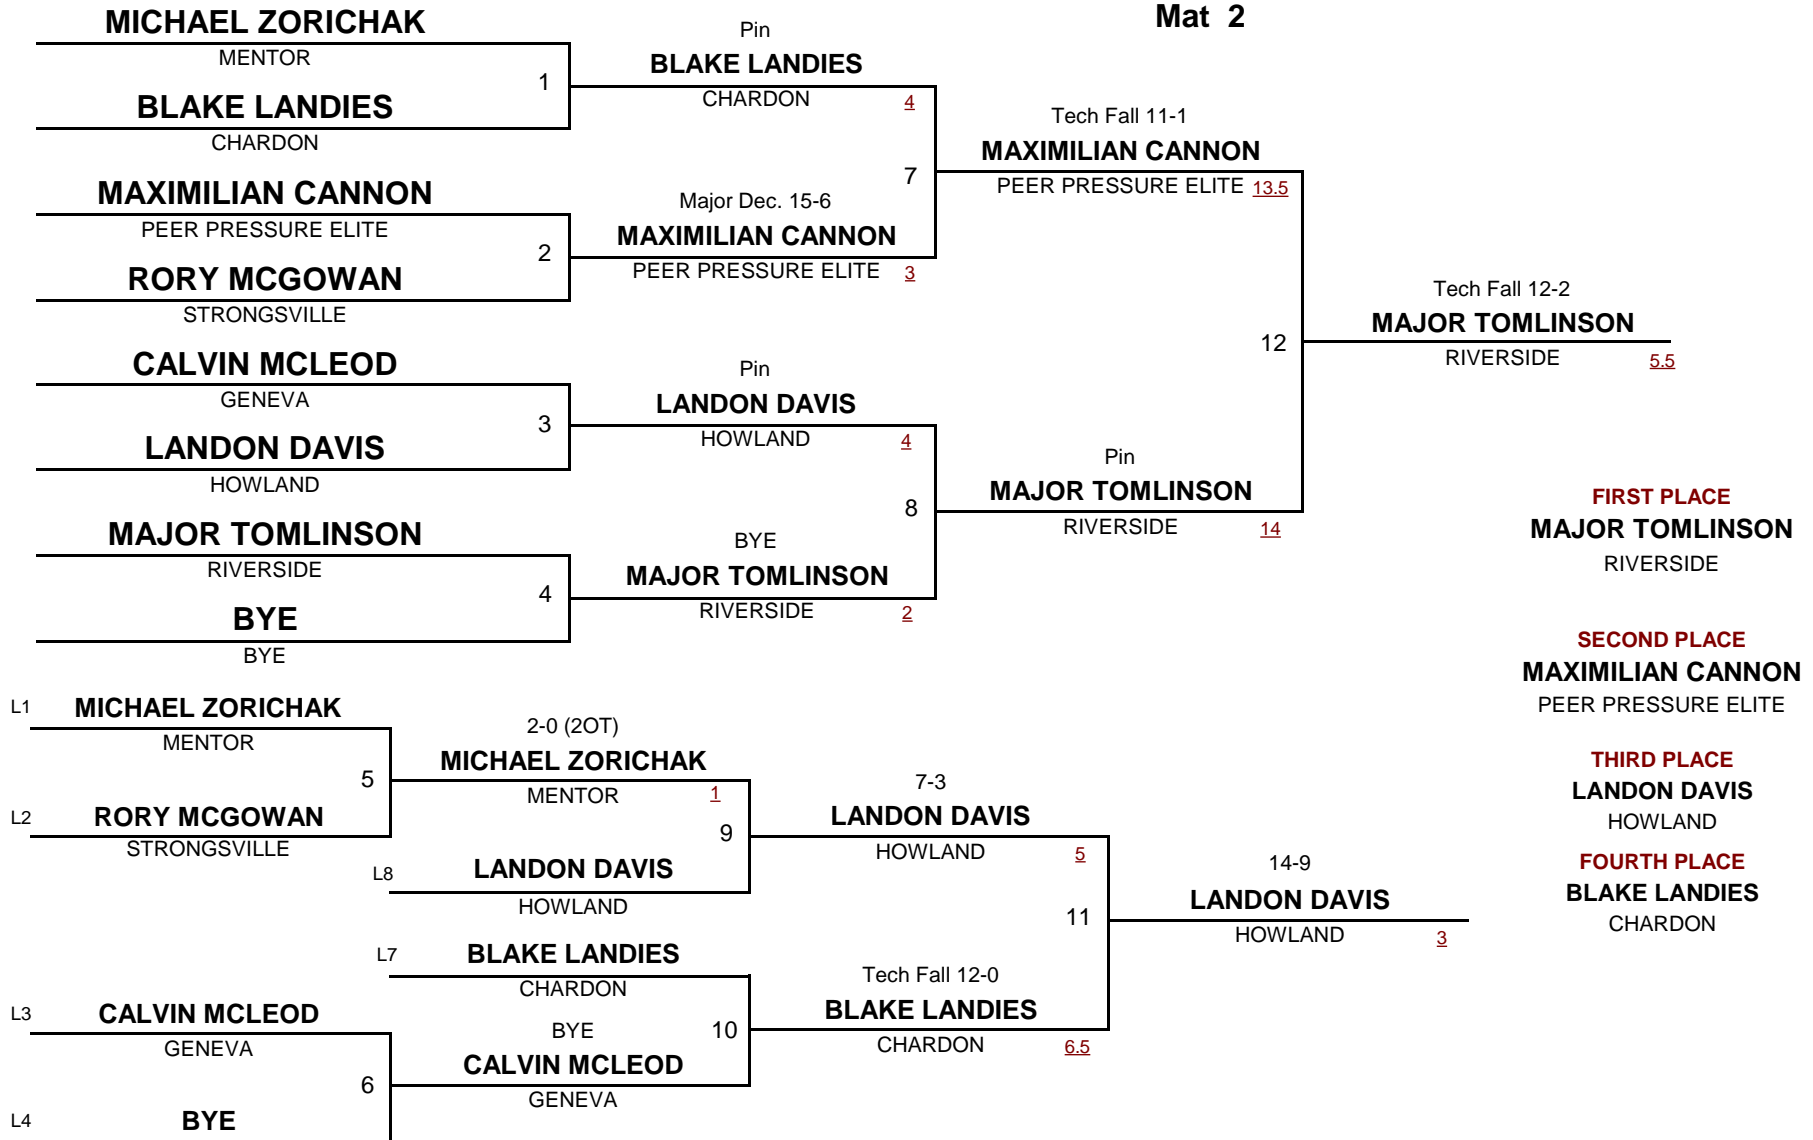 Mat 2
MICHAEL ZORICHAK
MENTOR
1
BLAKE LANDIES
CHARDON
MAXIMILIAN CANNON
PEER PRESSURE ELITE
2
RORY MCGOWAN
STRONGSVILLE
CALVIN MCLEOD
GENEVA
3
LANDON DAVIS
HOWLAND
MAJOR TOMLINSON
RIVERSIDE
4
BYE
BYE
Pin
BLAKE LANDIES
CHARDON 4
7
Major Dec. 15-6
MAXIMILIAN CANNON
PEER PRESSURE ELITE 3
Pin
LANDON DAVIS
HOWLAND 4
8
BYE
MAJOR TOMLINSON
RIVERSIDE 2
Tech Fall 11-1
MAXIMILIAN CANNON
PEER PRESSURE ELITE 13.5
12
Pin
MAJOR TOMLINSON
RIVERSIDE 14
Tech Fall 12-2
MAJOR TOMLINSON
RIVERSIDE 5.5
FIRST PLACE
MAJOR TOMLINSON
RIVERSIDE
SECOND PLACE
MAXIMILIAN CANNON
PEER PRESSURE ELITE
THIRD PLACE
LANDON DAVIS
HOWLAND
FOURTH PLACE
BLAKE LANDIES
CHARDON
L1 MICHAEL ZORICHAK
MENTOR
5
L2 RORY MCGOWAN
STRONGSVILLE
L3 CALVIN MCLEOD
GENEVA
6
L4 BYE
2-0 (2OT)
MICHAEL ZORICHAK
MENTOR 1
9
L8 LANDON DAVIS
HOWLAND
L7 BLAKE LANDIES
CHARDON
10
BYE
CALVIN MCLEOD
GENEVA
7-3
LANDON DAVIS
HOWLAND 5
11
Tech Fall 12-0
BLAKE LANDIES
CHARDON 6.5
14-9
LANDON DAVIS
HOWLAND 3